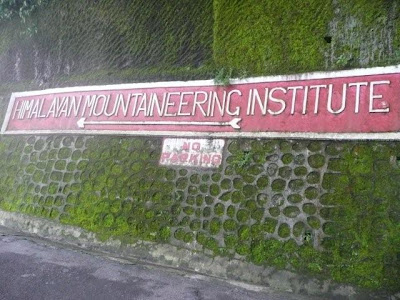 HIMALAYAN MOUNTAINEERING INSTITUTE
NO
PARKING